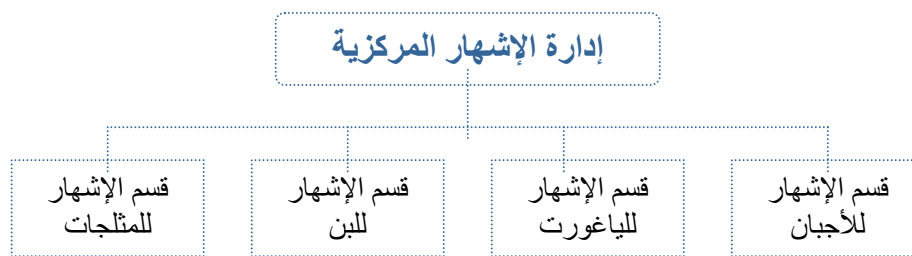 إدارة الإشهار المركزية
قسم الإشهار
للأجبان
قسم الإشهار
للياغورت
قسم الإشهار
للبن
قسم الإشهار
للمثلجات